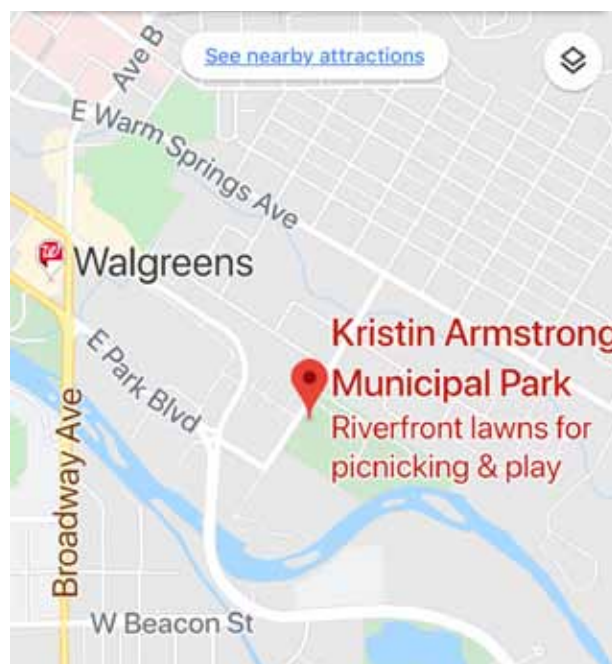 See nearby attractions
Ave B
E Warm Springs Ave
Walgreens
Kristin Armstrong
Municipal Park
Riverfront lawns for
picnicking & play
E Park Blvd
Broadway Ave
W Beacon St